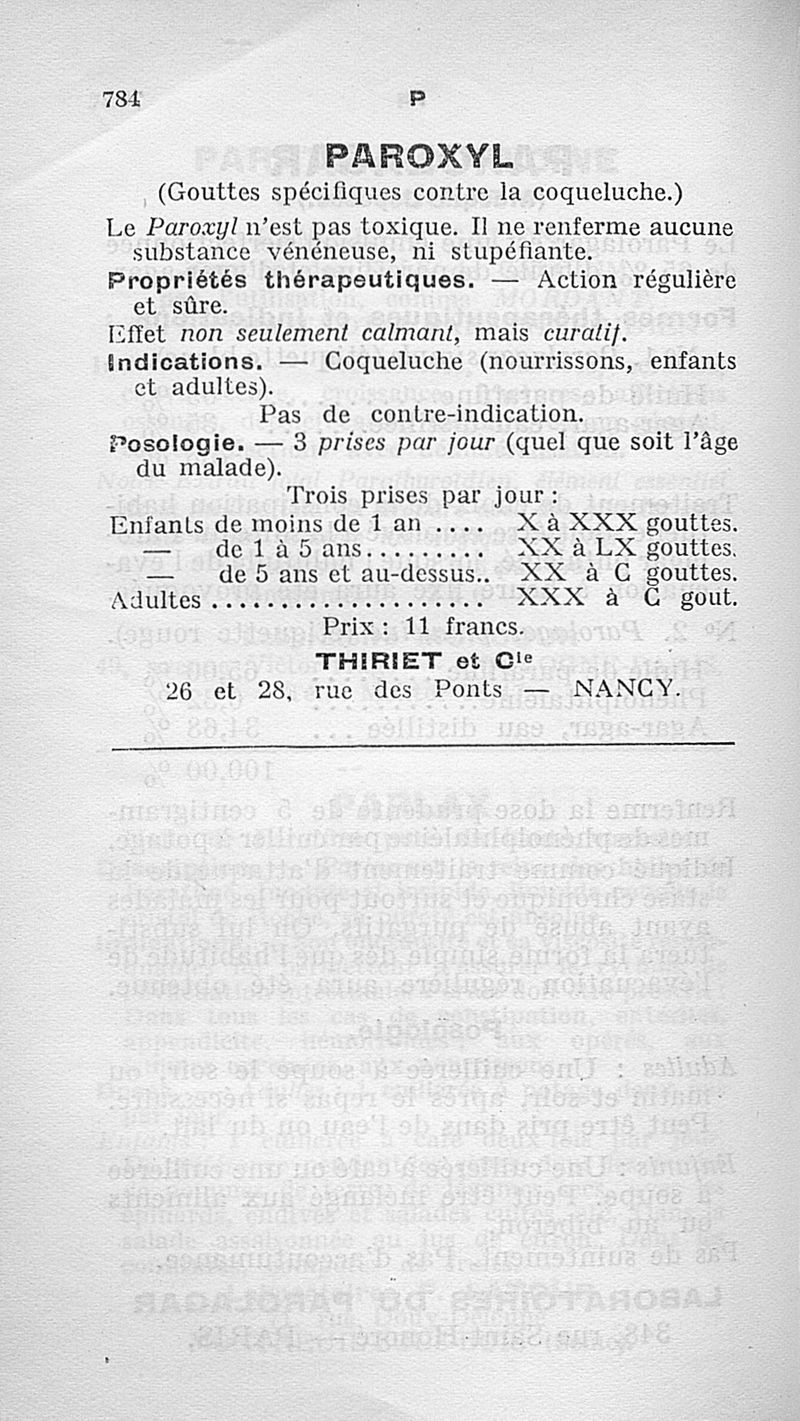 784
P
PAROXYL
(Gouttes spécifiques contre la coqueluche.)
Le Paroxyl n'est pas toxique. Il ne renferme aucune
substance vénéneuse, ni stupéfiante.
Propriétés thérapeutiques. — Action régulière
et sûre.
Effet non seulement calmant, mais curatif.
Indications. — Coqueluche (nourrissons, enfants
et adultes).
Pas de contre-indication.
Posologie. — 3 prises par jour (quel que soit l'âge
du malade).
Trois prises par jour :
Enfants de moins de 1 an .... X à XXX gouttes.
— de 1 à 5 ans.......... XX à LX gouttes.
— de 5 ans et au-dessus.. XX à C gouttes.
Adultes ..................... XXX à C gout.
Prix : 11 francs.
THIRIET et Cie
26 et 28, rue des Ponts — NANCY.